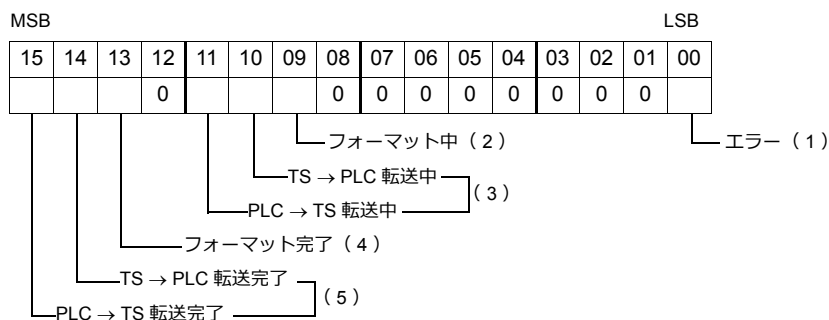 MSB LSB
15 14 13 12 11 10 09 08 07 06 05 04 03 02 01 00
0 0 0 0 0 0 0 0 0
フォーマット中（2） エラー（1）
TS → PLC 転送中
（3）
PLC → TS 転送中
フォーマット完了（4）
TS → PLC 転送完了
（5）
PLC → TS 転送完了